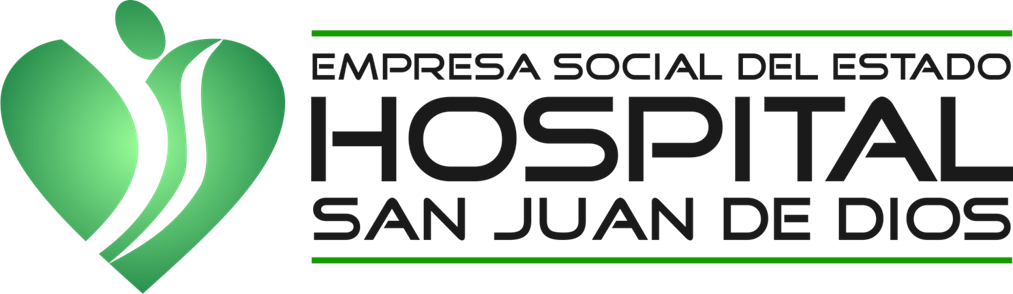 EMPRESA SOCIAL DEL ESTADO
HOSPITAL
SAN JUAN DE DIOS